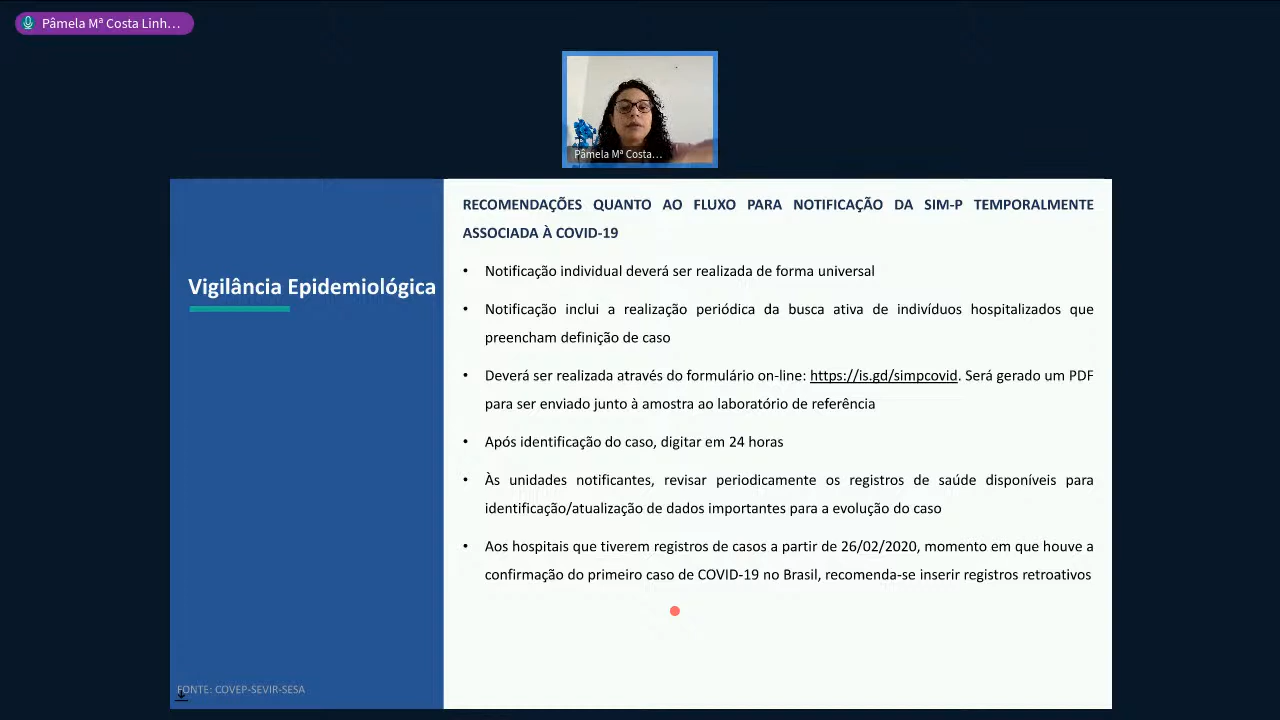 Pâmela Mª Costa Linh...
Pâmela Mª Costa...
Vigilância Epidemiológica
RECOMENDAÇÕES QUANTO AO FLUXO PARA NOTIFICAÇÃO DA SIM-P TEMPORALMENTE
ASSOCIADA À COVID-19
• Notificação individual deverá ser realizada de forma universal
• Notificação inclui a realização periódica da busca ativa de indivíduos hospitalizados que
preencham definição de caso
• Deverá ser realizada através do formulário on-line: https://is.gd/simpcovid. Será gerado um PDF
para ser enviado junto à amostra ao laboratório de referência
• Após identificação do caso, digitar em 24 horas
• Às unidades notificantes, revisar periodicamente os registros de saúde disponíveis para
identificação/atualização de dados importantes para a evolução do caso
• Aos hospitais que tiverem registros de casos a partir de 26/02/2020, momento em que houve a
confirmação do primeiro caso de COVID-19 no Brasil, recomenda-se inserir registros retroativos
FONTE: COVEP-SEVIR-SESA